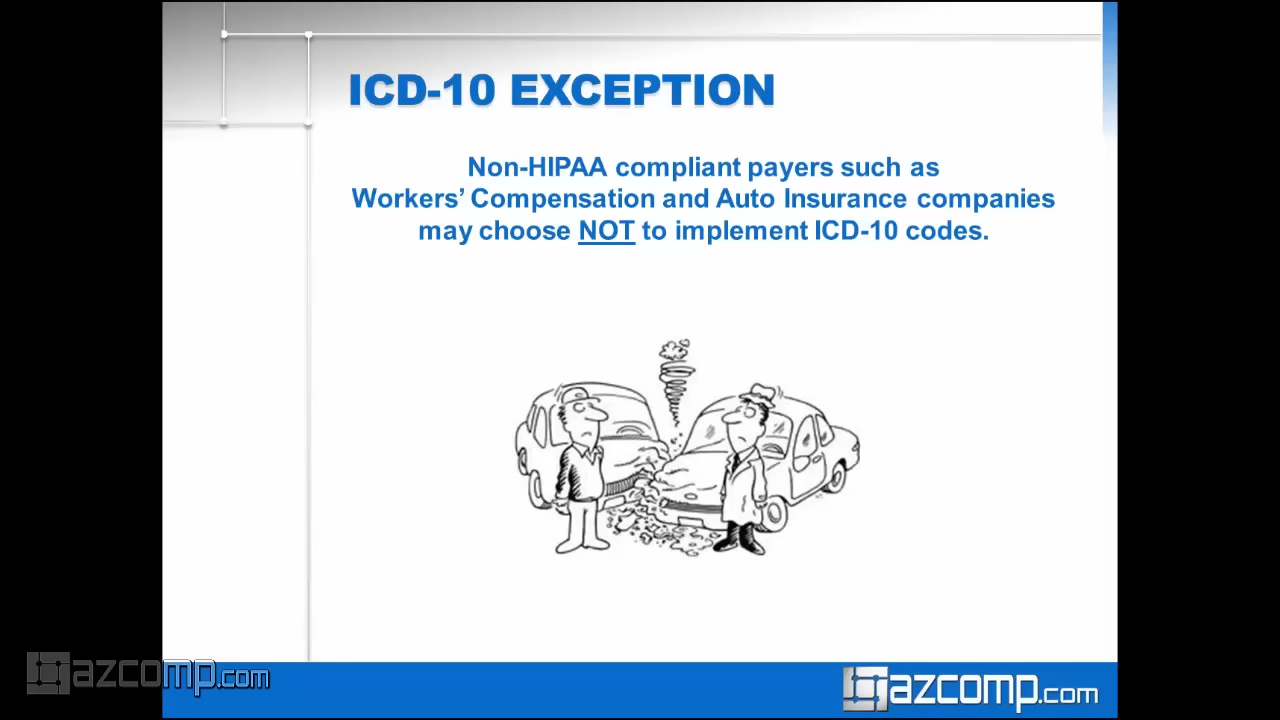 ICD-10 EXCEPTION
Non-HIPAA compliant payers such as
Workers’ Compensation and Auto Insurance companies
may choose NOT to implement ICD-10 codes.
azcomp.com
azcomp.com